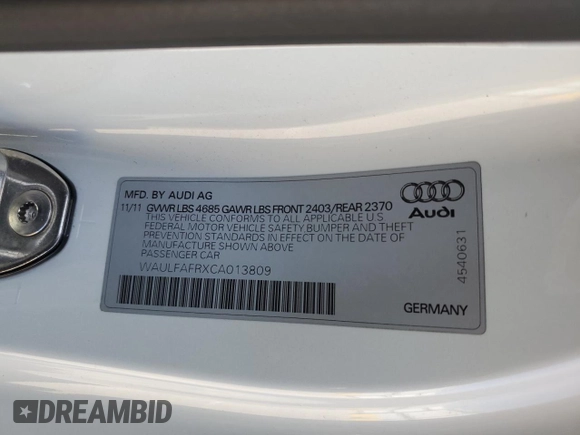 MFD. BY AUDI AG
11/11 GVWR LBS 4685 GAWR LBS FRONT 2403/REAR 2370
THIS VEHICLE CONFORMS TO ALL APPLICABLE U.S.
FEDERAL MOTOR VEHICLE SAFETY BUMPER AND THEFT
PREVENTION STANDARDS IN EFFECT ON THE DATE OF
MANUFACTURE SHOWN ABOVE.
PASSENGER CAR
WAULFAFRXCA013809
Audi
4540631
GERMANY
DREAMBID